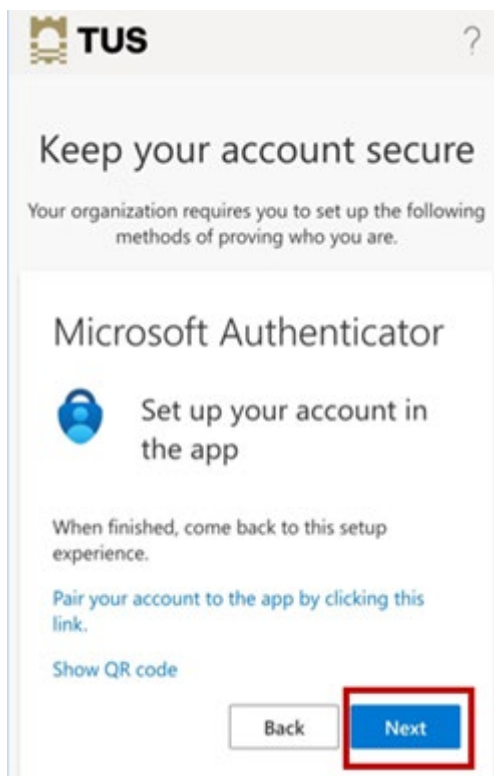 TUS
?
Keep your account secure
Your organization requires you to set up the following
methods of proving who you are.
Microsoft Authenticator
Set up your account in
the app
When finished, come back to this setup
experience.
Pair your account to the app by clicking this
link.
Show QR code
Back
Next